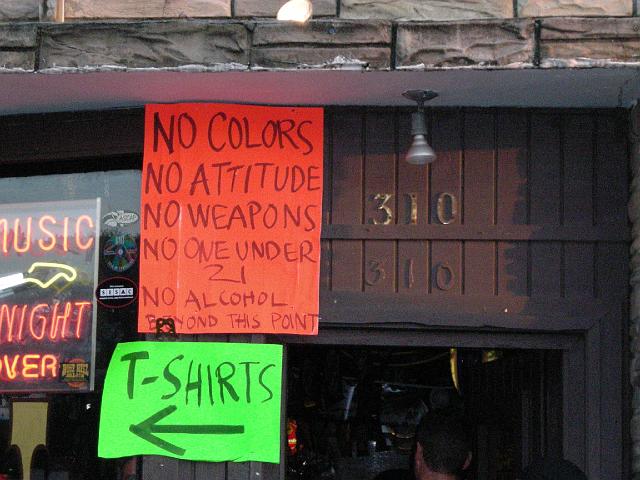 NO COLORS
NO ATTITUDE
NO WEAPONS
NO ONE UNDER
21
NO ALCOHOL
BEYOND THIS POINT
T-SHIRTS
310
310
MUSIC
NIGHT
OVER
SESAC